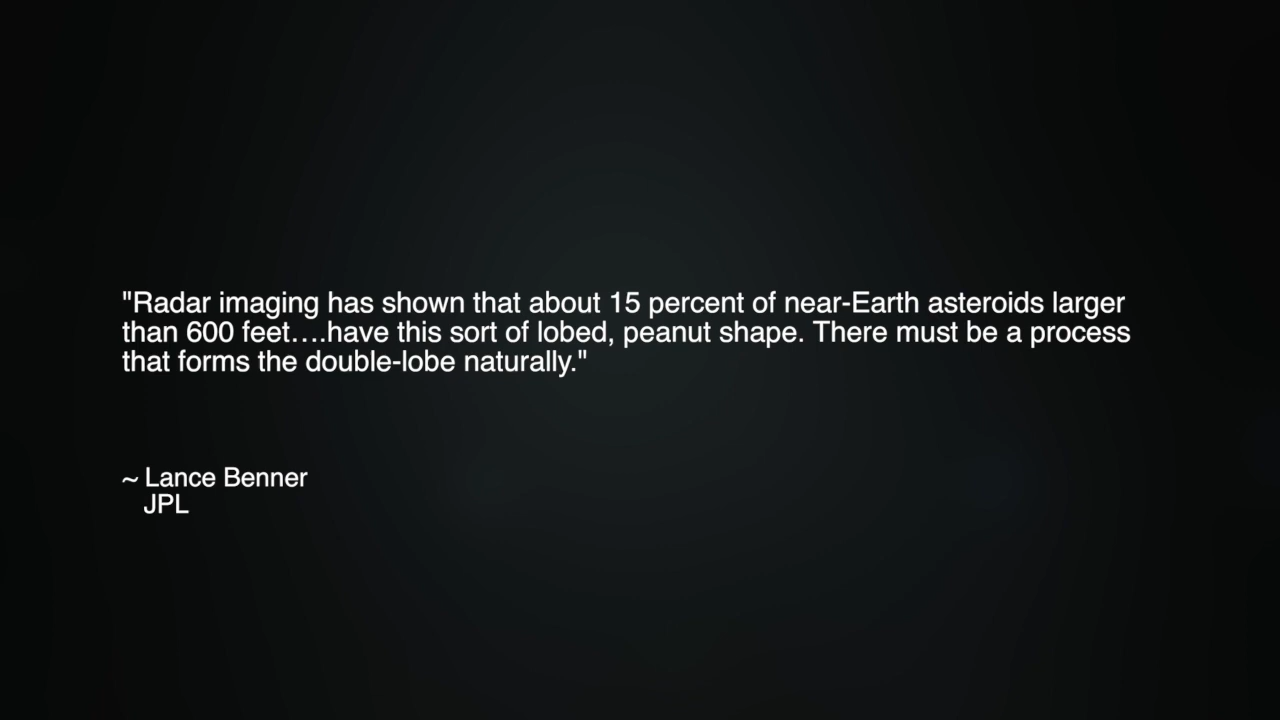 "Radar imaging has shown that about 15 percent of near-Earth asteroids larger
than 600 feet….have this sort of lobed, peanut shape. There must be a process
that forms the double-lobe naturally."
~ Lance Benner
JPL